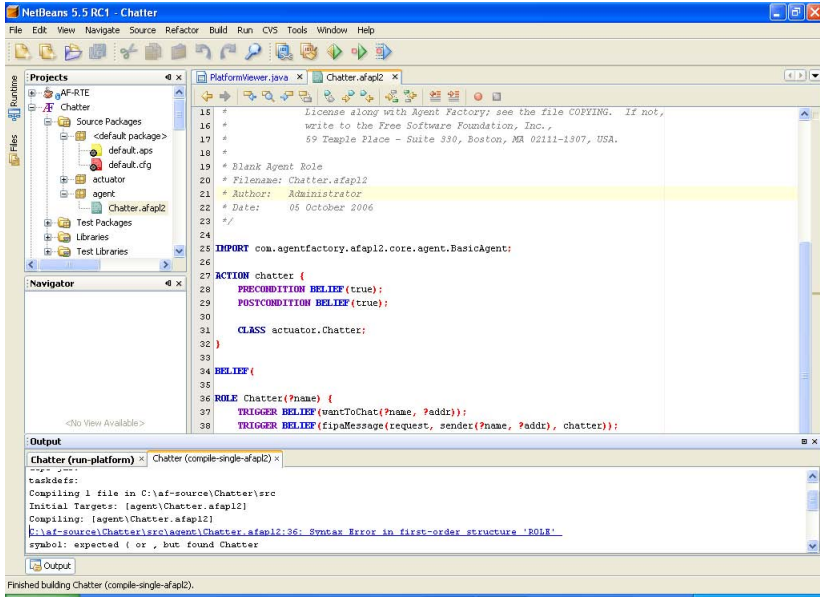 NetBeans 5.5 RC1 - Chatter
File Edit View Navigate Source Refactor Build Run CVS Tools Window Help
Runtime
Files
Projects
AF-RTE
Chatter
Source Packages
<default package>
default.aps
default.cfg
actuator
agent
Chatter.afapl2
Test Packages
Libraries
Test Libraries
Navigator
<No View Available>
PlatformViewer.java
Chatter.afapl2
15 * License along with Agent Factory; see the file COPYING. If not,
16 * write to the Free Software Foundation, Inc.,
17 * 59 Temple Place - Suite 330, Boston, MA 02111-1307, USA.
18 *
19 * Blank Agent Role
20 * Filename: Chatter.afapl2
21 * Author: Administrator
22 * Date: 05 October 2006
23 */
24
25 IMPORT com.agentfactory.afapl2.core.agent.BasicAgent;
26
27 ACTION chatter {
28 PRECONDITION BELIEF(true);
29 POSTCONDITION BELIEF(true);
30
31 CLASS actuator.Chatter;
32 }
33
34 BELIEF(
35
36 ROLE Chatter(?name) {
37 TRIGGER BELIEF(wantToChat(?name, ?addr));
38 TRIGGER BELIEF(fipaMessage(request, sender(?name, ?addr), chatter));
Output
Chatter (run-platform) Chatter (compile-single-afapl2)
taskdefs:
Compiling 1 file in C:\af-source\Chatter\src
Initial Targets: [agent\Chatter.afapl2]
Compiling: [agent\Chatter.afapl2]
C:\af-source\Chatter\src\agent\Chatter.afapl2:36: Syntax Error in first-order structure 'ROLE'
symbol: expected ( or , but found Chatter
Output
Finished building Chatter (compile-single-afapl2).